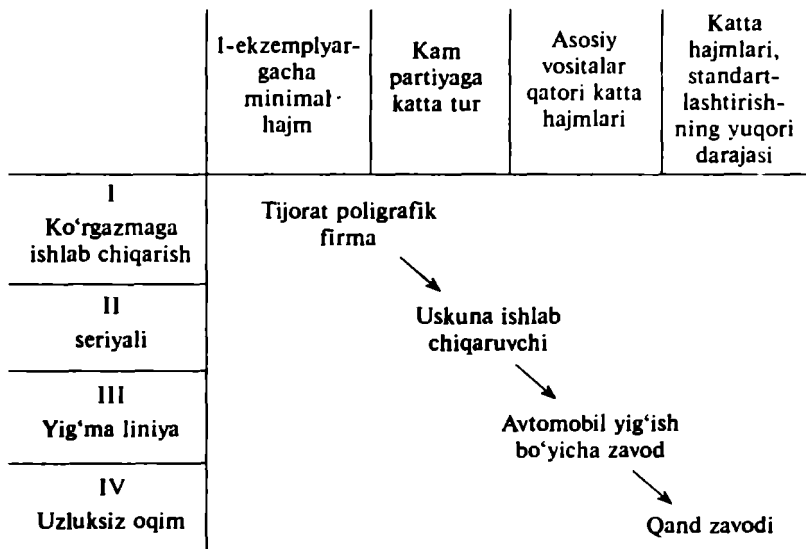 1-ekzemplyar-
gacha
minimal
hajm
Kam
partiyaga
katta tur
Asosiy
vositalar
qatori katta
hajmlari
Katta
hajmlari,
standart-
lashtirish-
ning yuqori
darajasi
I
Ko‘rgazmaga
ishlab chiqarish
Tijorat poligrafik
firma
II
seriyali
Uskuna ishlab
chiqaruvchi
III
Yig‘ma liniya
Avtomobil yig‘ish
bo‘yicha zavod
IV
Uzluksiz oqim
Qand zavodi